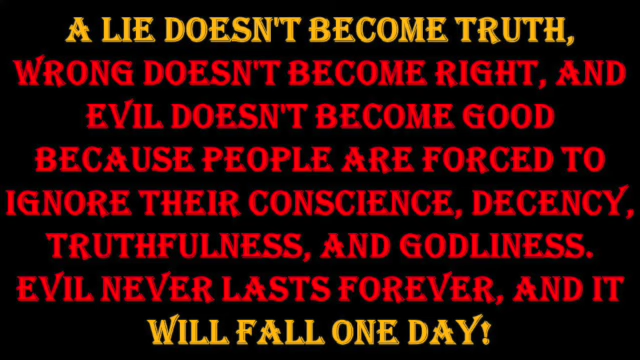 A LIE DOESN'T BECOME TRUTH,
WRONG DOESN'T BECOME RIGHT, AND
EVIL DOESN'T BECOME GOOD
BECAUSE PEOPLE ARE FORCED TO
IGNORE THEIR CONSCIENCE, DECENCY,
TRUTHFULNESS, AND GODLINESS.
EVIL NEVER LASTS FOREVER, AND IT
WILL FALL ONE DAY!